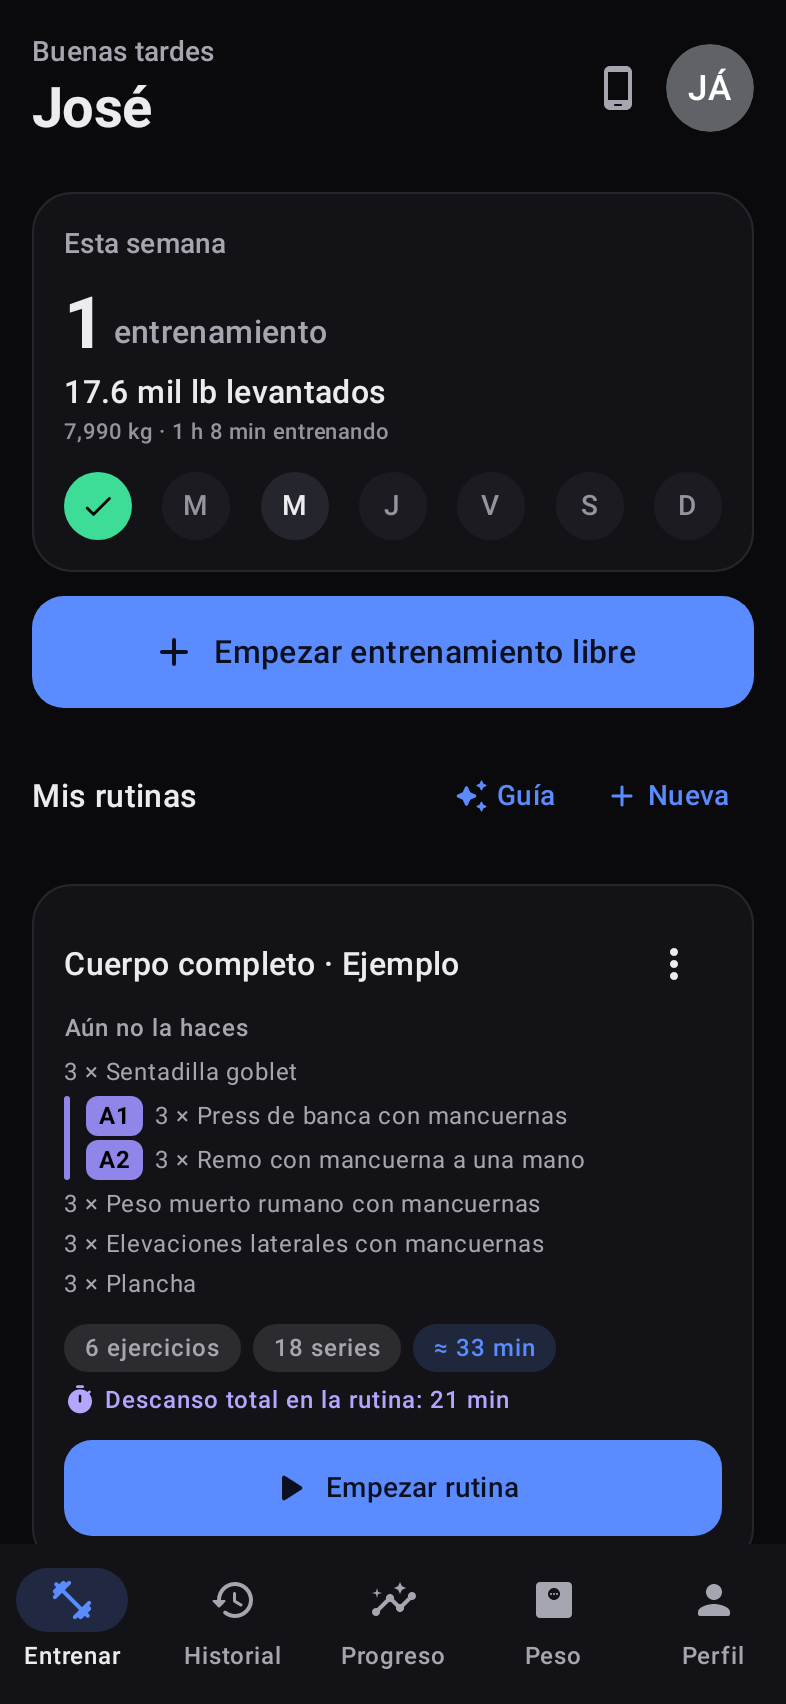 Buenas tardes
José
JÁ
Esta semana
1 entrenamiento
17.6 mil lb levantados
7,990 kg · 1 h 8 min entrenando
M M J V S D
Empezar entrenamiento libre
Mis rutinas
Guía
Nueva
Cuerpo completo · Ejemplo
Aún no la haces
3 × Sentadilla goblet
A1 3 × Press de banca con mancuernas
A2 3 × Remo con mancuerna a una mano
3 × Peso muerto rumano con mancuernas
3 × Elevaciones laterales con mancuernas
3 × Plancha
6 ejercicios 18 series ≈ 33 min
Descanso total en la rutina: 21 min
Empezar rutina
Entrenar Historial Progreso Peso Perfil